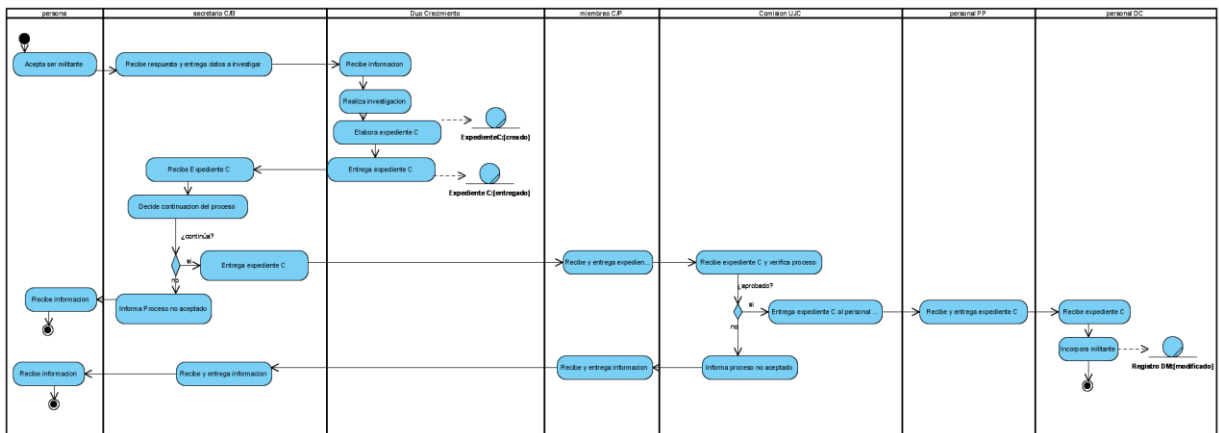 persona
secretario C/B
Duo Crecimiento
miembreo C/P
Comision UJC
personal PP
personal DC
Acepta ser militante
Recibe respuesta y entrega datos a investigar
Recibe informacion
Realiza investigacion
Elabora expediente C
ExpedienteC:[creado]
Recibe Expediente C
Entrega expediente C
Expediente C:[entregado]
Decide continuacion del proceso
¿continúa?
si
Entrega expediente C
Recibe y entrega expedien...
Recibe expediente C y verifica proceso
no
¿aprobado?
Recibe informacion
Informa Proceso no aceptado
si
Entrega expediente C al personal ...
Recibe y entrega expediente C
Recibe expediente C
no
Incorpora militante
Registro DM:[modificado]
Recibe informacion
Recibe y entrega informacion
Recibe y entrega informacion
Informa proceso no aceptado